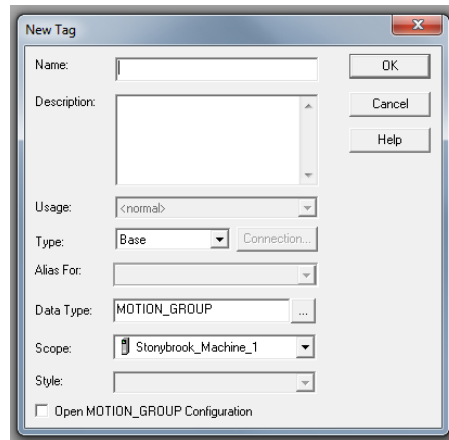 New Tag
Name:
OK
Description:
Cancel
Help
Usage: <normal>
Type: Base Connection...
Alias For:
Data Type: MOTION_GROUP ...
Scope: Stonybrook_Machine_1
Style:
Open MOTION_GROUP Configuration